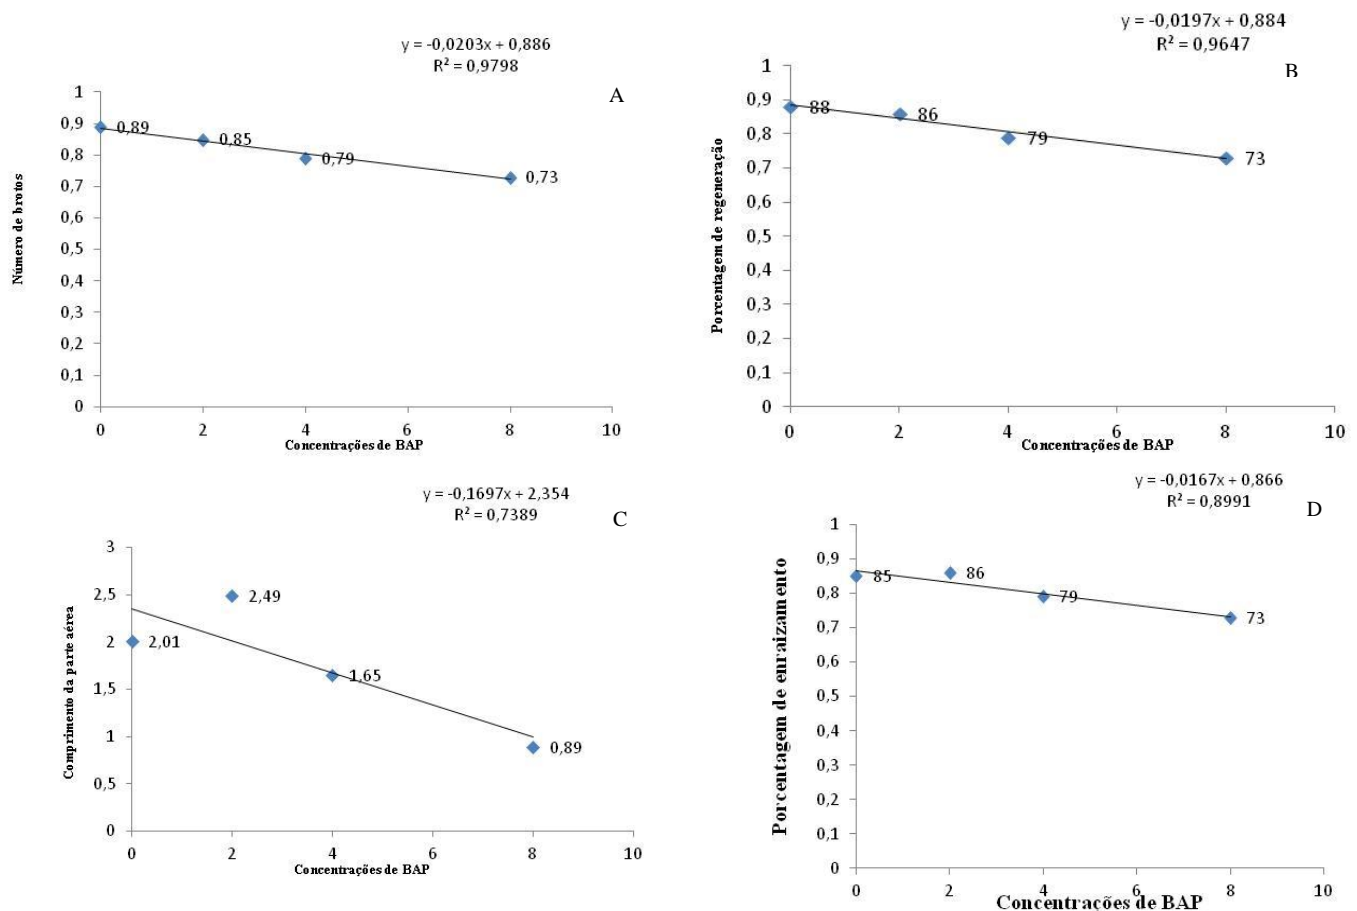 y = -0,0203x + 0,886
R² = 0,9798
A
1
0,9
0,8
0,7
0,6
0,5
0,4
0,3
0,2
0,1
0
0,89
0,85
0,79
0,73
0 2 4 6 8 10
Número de brotos
Concentrações de BAP
y = -0,0197x + 0,884
R² = 0,9647
B
1
0,9
0,8
0,7
0,6
0,5
0,4
0,3
0,2
0,1
0
88
86
79
73
0 2 4 6 8 10
Porcentagem de regeneração
Concentrações de BAP
y = -0,1697x + 2,354
R² = 0,7389
C
3
2,5
2
1,5
1
0,5
0
2,01
2,49
1,65
0,89
0 2 4 6 8 10
Comprimento da parte aérea
Concentrações de BAP
y = -0,0167x + 0,866
R² = 0,8991
D
1
0,9
0,8
0,7
0,6
0,5
0,4
0,3
0,2
0,1
0
85
86
79
73
0 2 4 6 8 10
Porcentagem de enraizamento
Concentrações de BAP